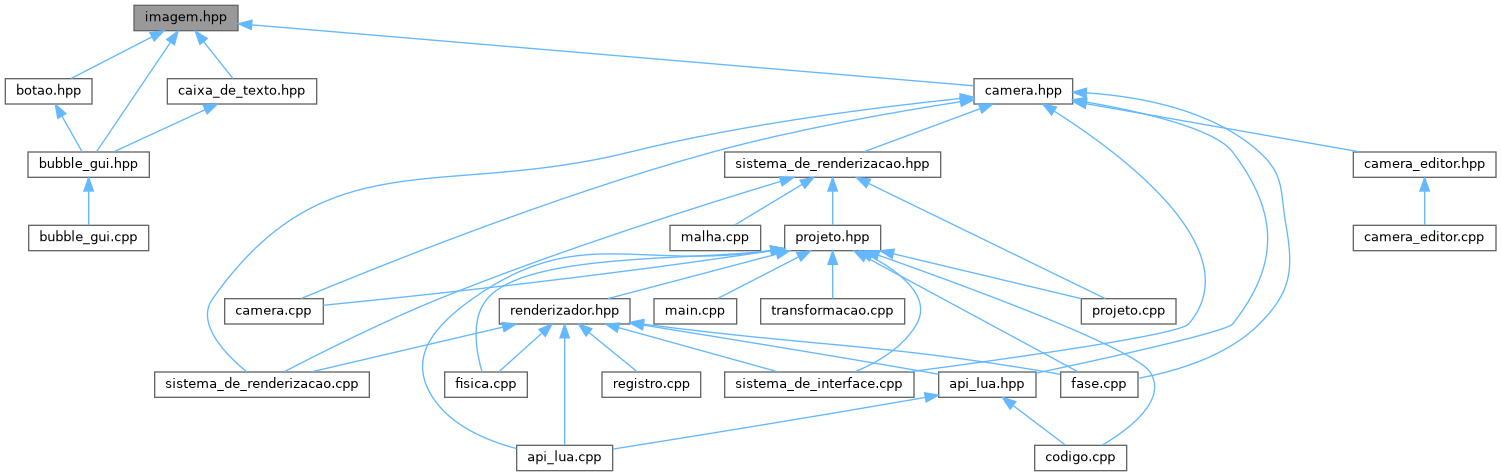 imagem.hpp
botao.hpp
caixa_de_texto.hpp
camera.hpp
bubble_gui.hpp
sistema_de_renderizacao.hpp
camera_editor.hpp
bubble_gui.cpp
malha.cpp
projeto.hpp
camera_editor.cpp
camera.cpp
renderizador.hpp
main.cpp
transformacao.cpp
projeto.cpp
sistema_de_renderizacao.cpp
fisica.cpp
registro.cpp
sistema_de_interface.cpp
api_lua.hpp
fase.cpp
api_lua.cpp
codigo.cpp